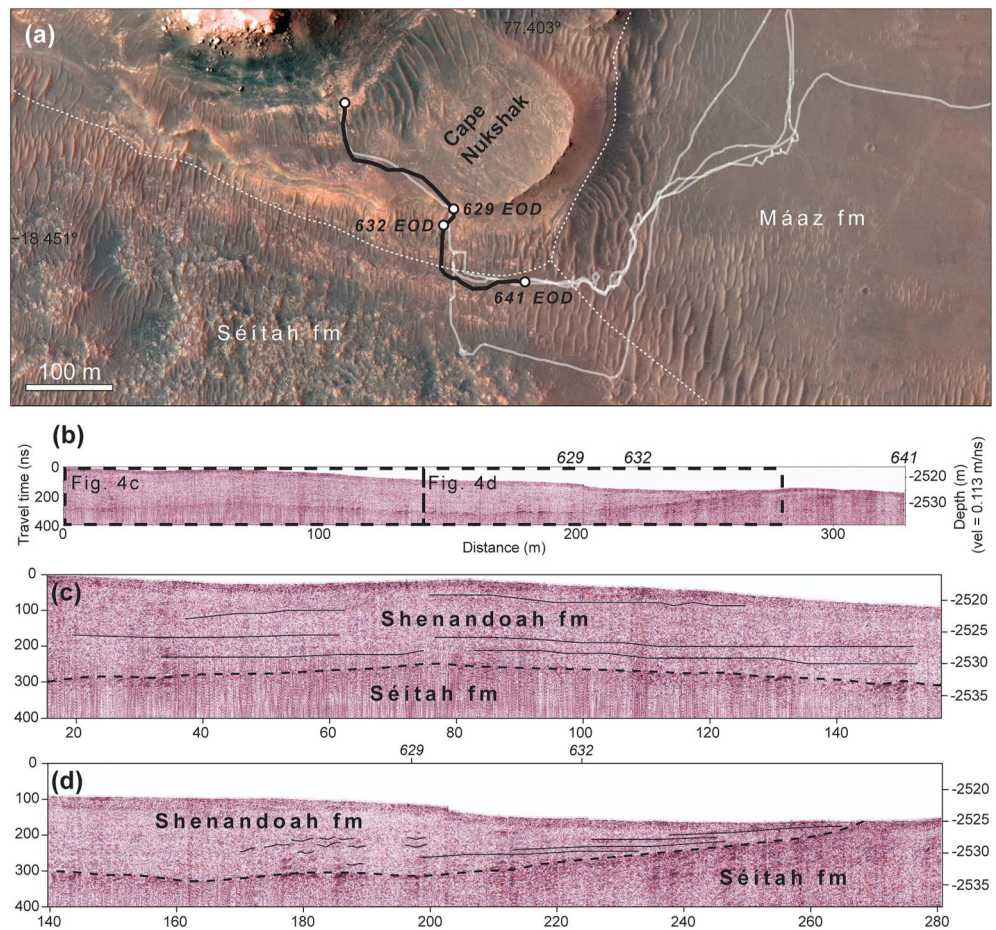 (a)
77.403°
Cape
Nukshak
629 EOD
632 EOD
18.451°
Máaz fm
641 EOD
Séítah fm
100 m
(b)
629 632 641
Travel time (ns)
0
200
400
Fig. 4c
Fig. 4d
-2520
-2530
Depth (m)
(vel = 0.113 m/ns)
0 100 200 300
Distance (m)
(c)
0
100
200
300
400
Shenandoah fm
Séítah fm
-2520
-2525
-2530
-2535
20 40 60 80 100 120 140
629 632
(d)
0
100
200
300
400
Shenandoah fm
Séítah fm
-2520
-2525
-2530
-2535
140 160 180 200 220 240 260 280